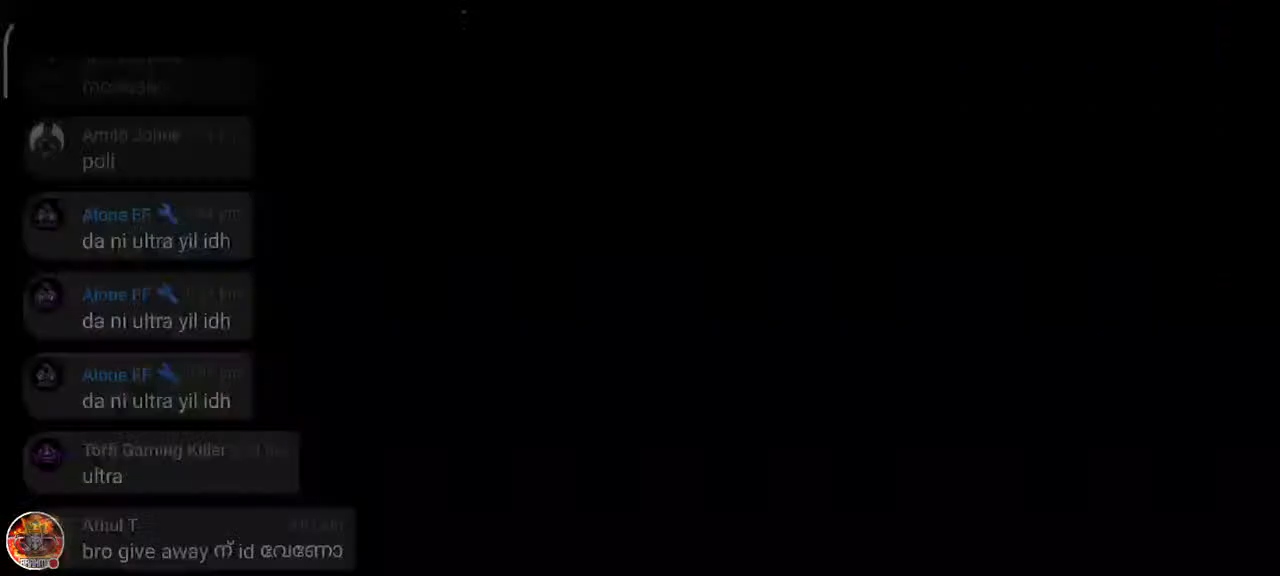 poli
Alone FF
da ni ultra yil idh
Alone FF
da ni ultra yil idh
Alone FF
da ni ultra yil idh
Gaming Killer
ultra
Athul T
bro give away ന് id വേണോ